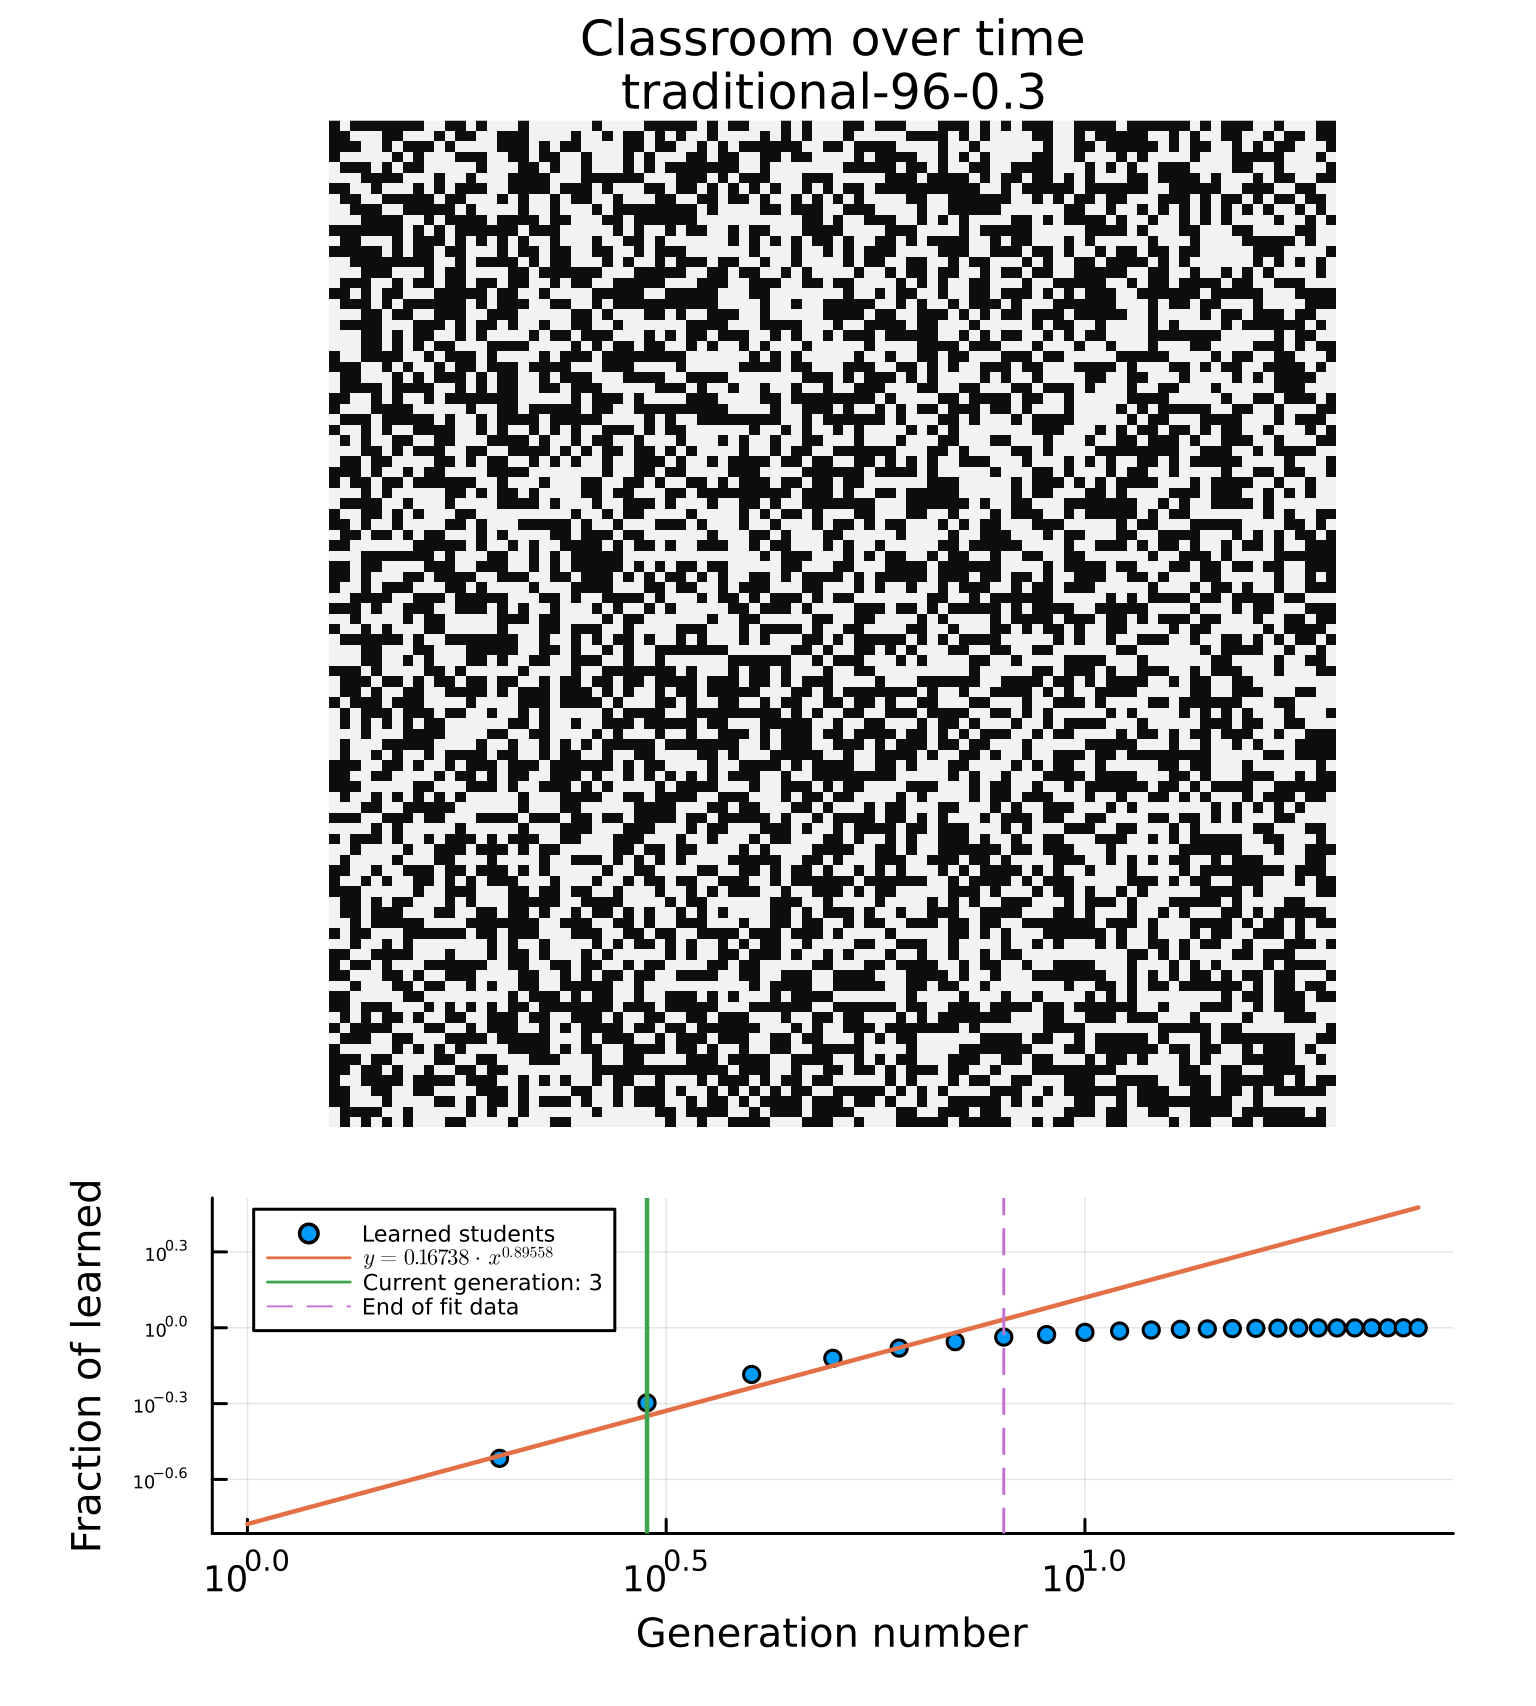 Classroom over time
traditional-96-0.3
Fraction of learned
10^0.3
10^0.0
10^−0.3
10^−0.6
Learned students
y = 0.16738 · x^0.89558
Current generation: 3
End of fit data
10^0.0 10^0.5 10^1.0
Generation number